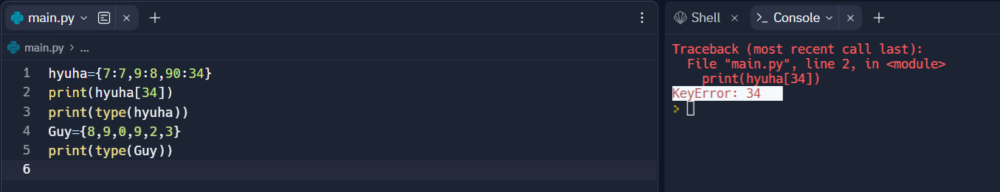 main.py
main.py > ...
1 hyuha={7:7,9:8,90:34}
2 print(hyuha[34])
3 print(type(hyuha))
4 Guy={8,9,0,9,2,3}
5 print(type(Guy))
6
Shell
Console
Traceback (most recent call last):
  File "main.py", line 2, in <module>
    print(hyuha[34])
KeyError: 34
>